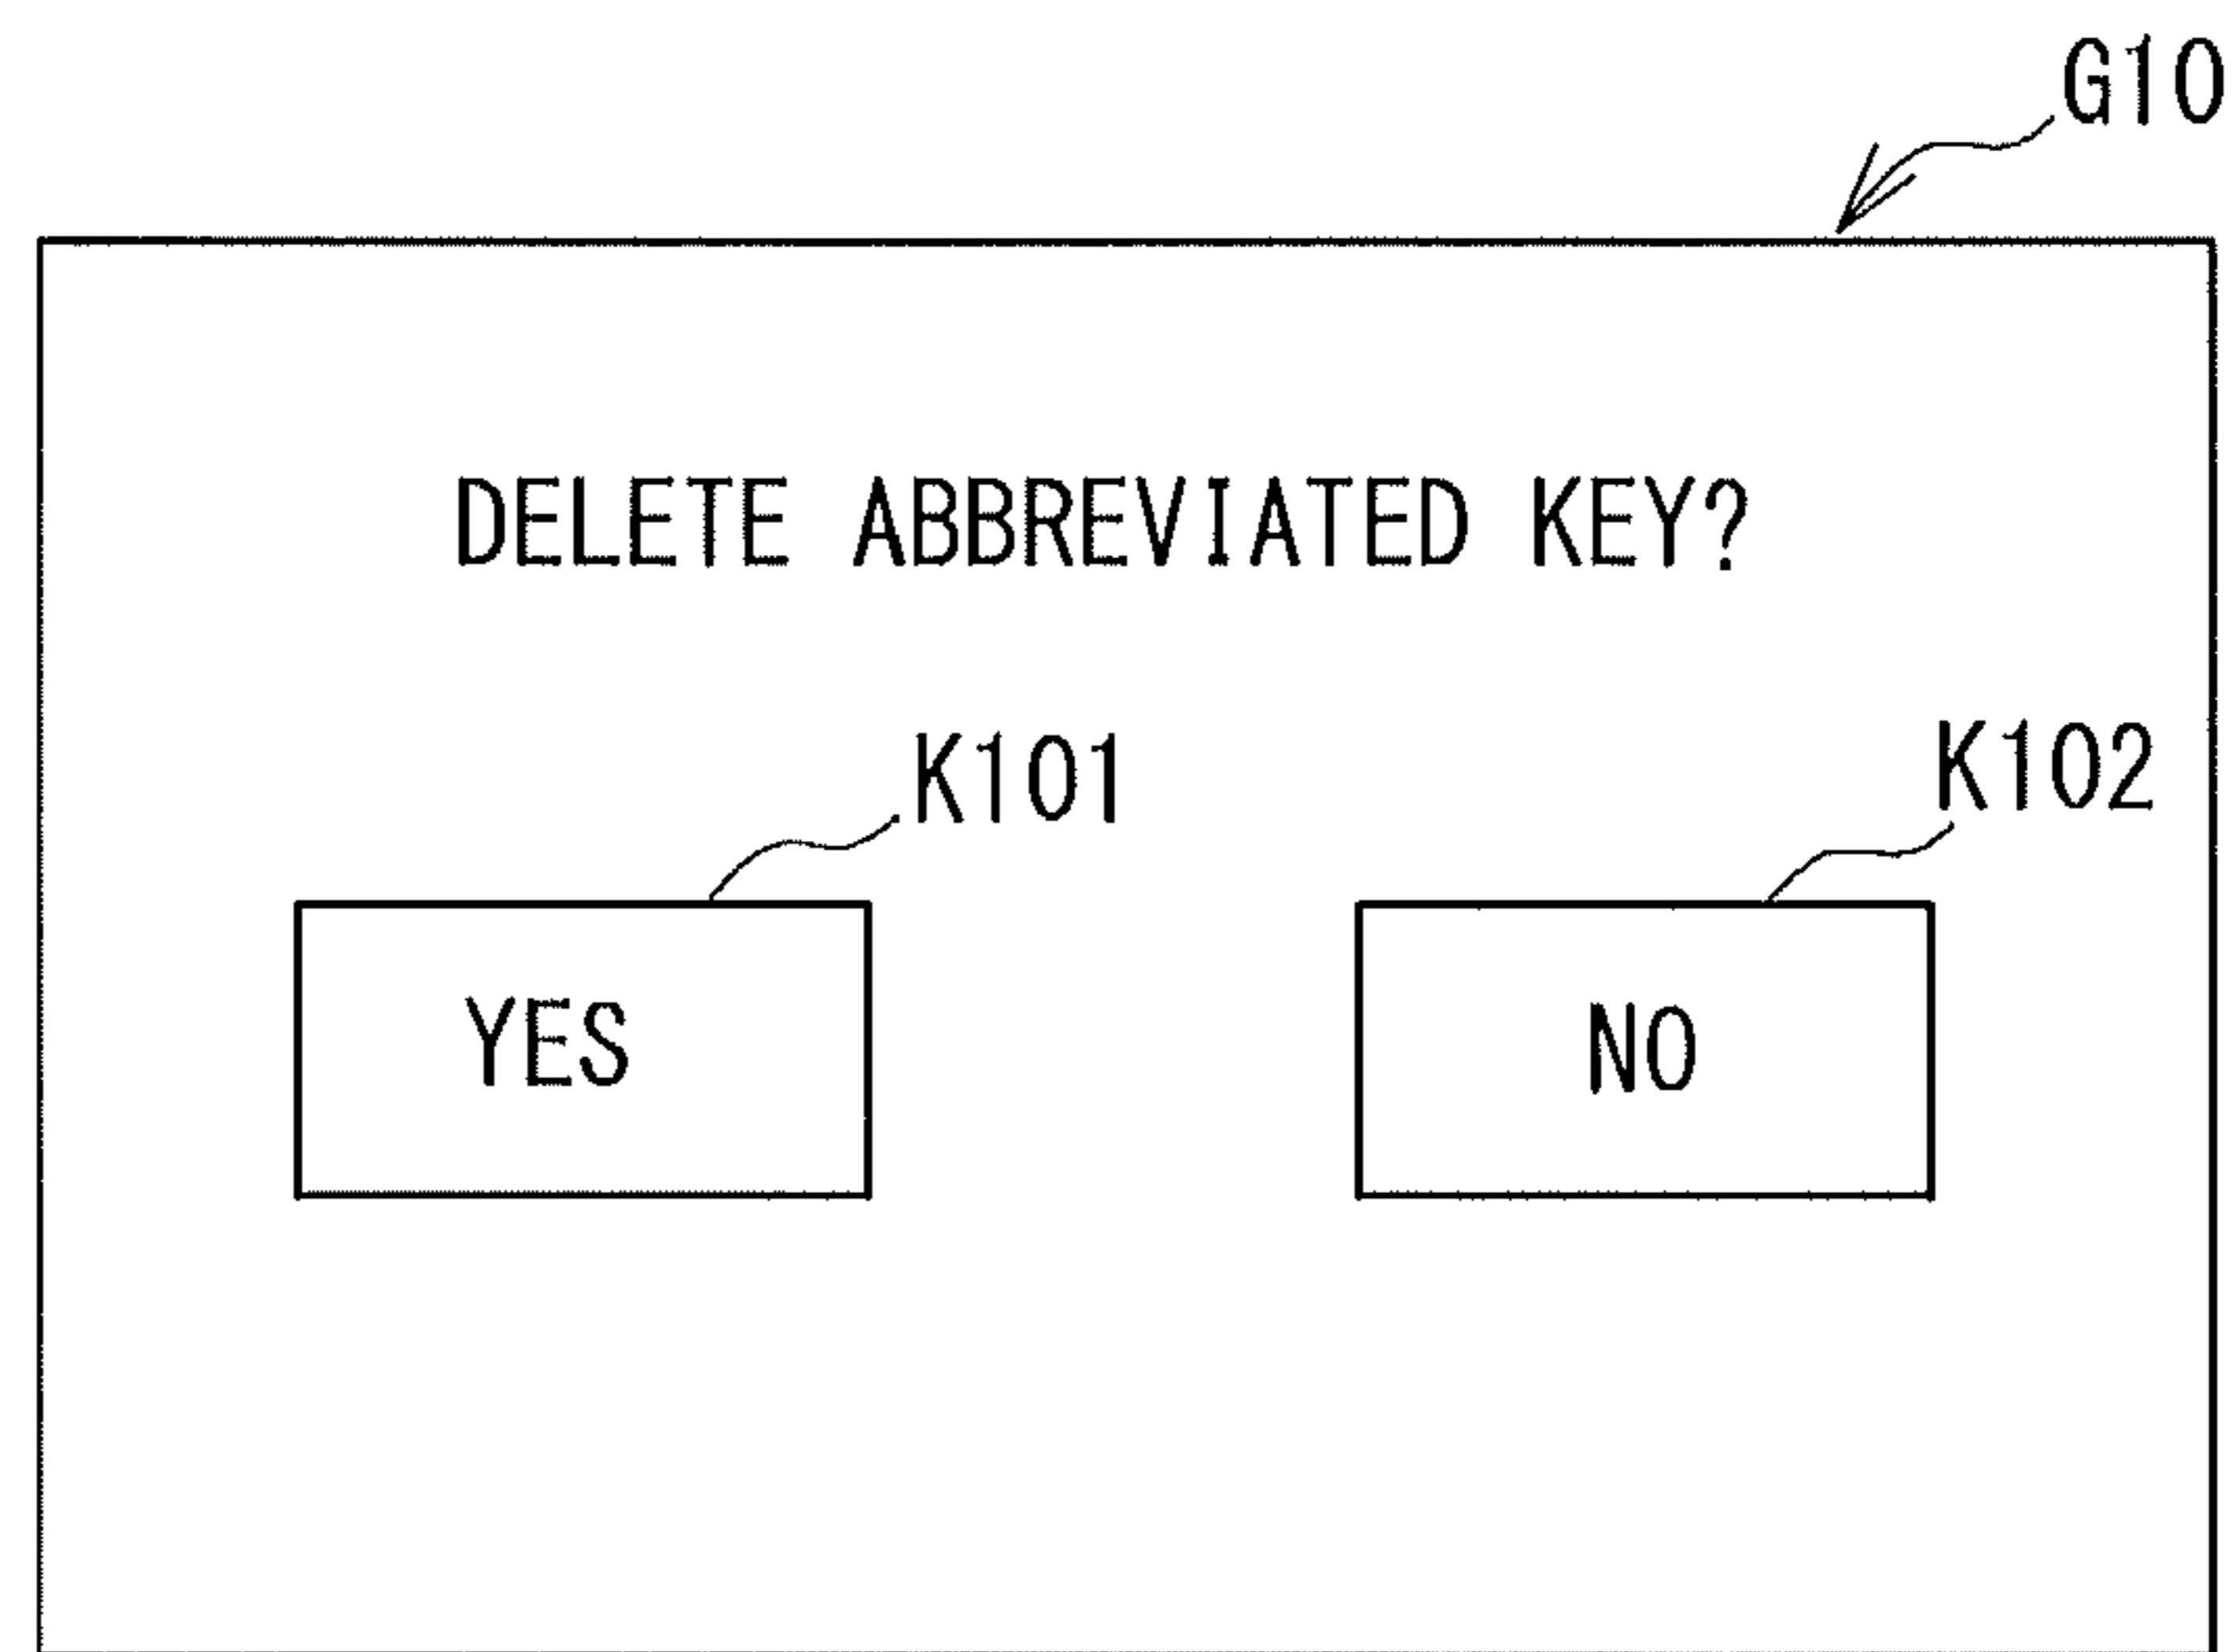 G10
DELETE ABBREVIATED KEY?
K101
K102
YES
NO